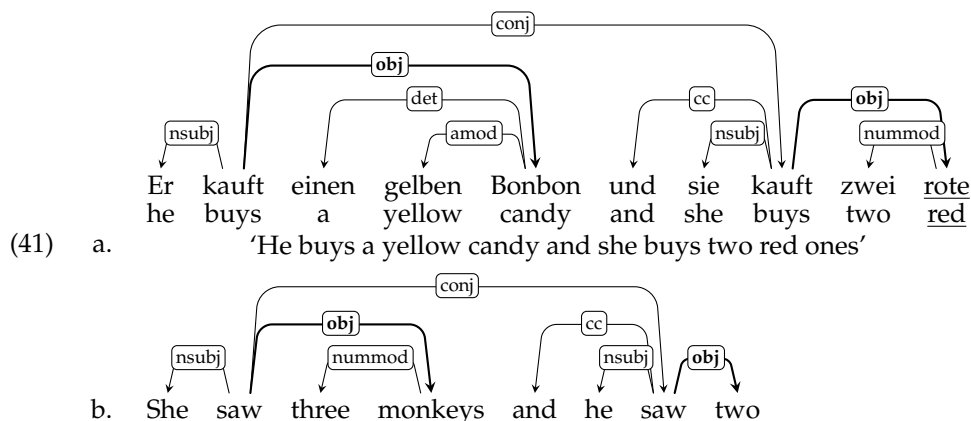 conj
obj
det cc obj
nsubj amod nsubj nummod
Er kauft einen gelben Bonbon und sie kauft zwei rote
he buys a yellow candy and she buys two red
(41) a. ‘He buys a yellow candy and she buys two red ones’
conj
obj cc
nsubj nummod nsubj obj
b. She saw three monkeys and he saw two